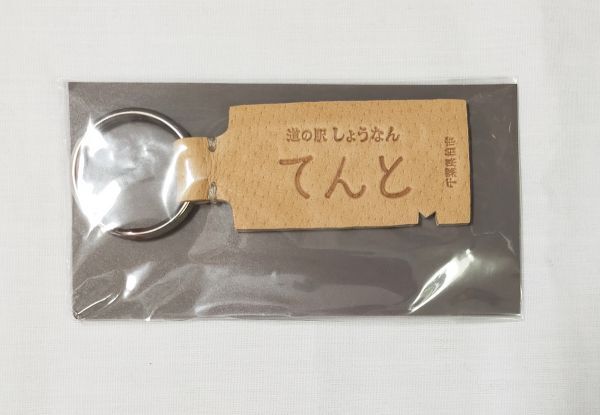 道の駅しょうなん
てんと
千葉県柏市